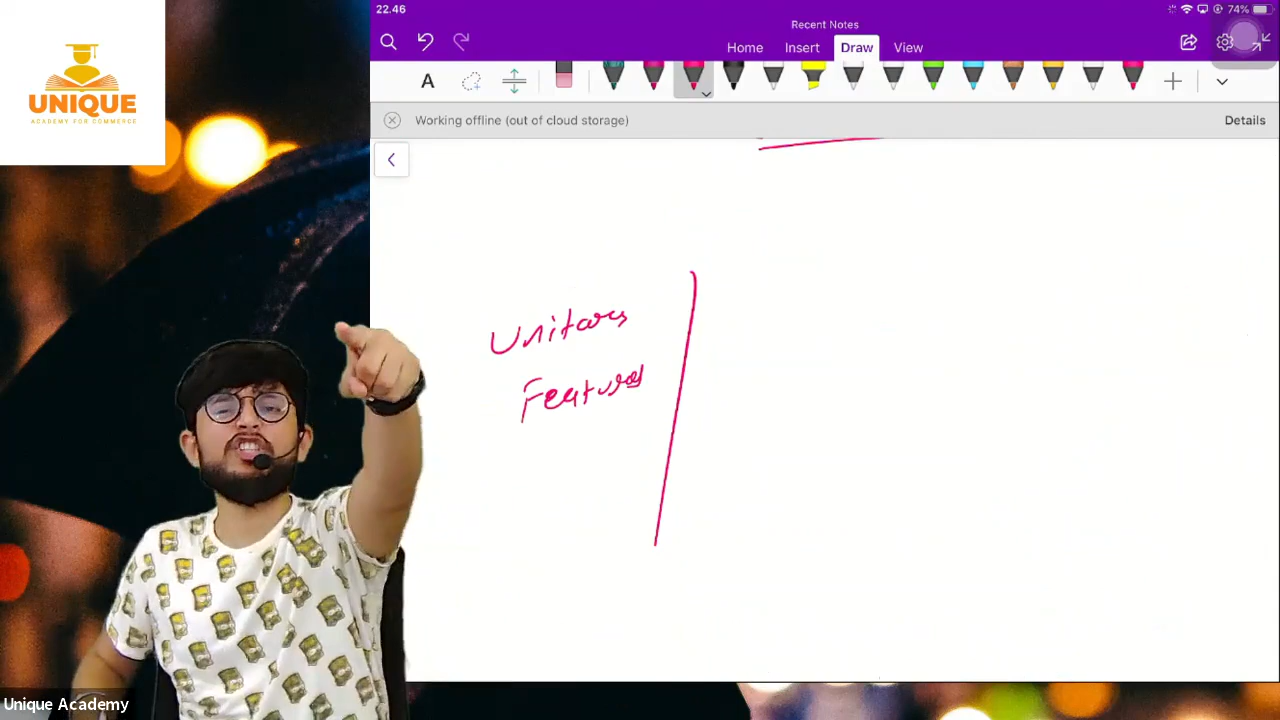 22.46
74%
Recent Notes
Home Insert Draw View
A
Working offline (out of cloud storage)
Details
UNIQUE
ACADEMY FOR COMMERCE
Unitary
Features
Unique Academy